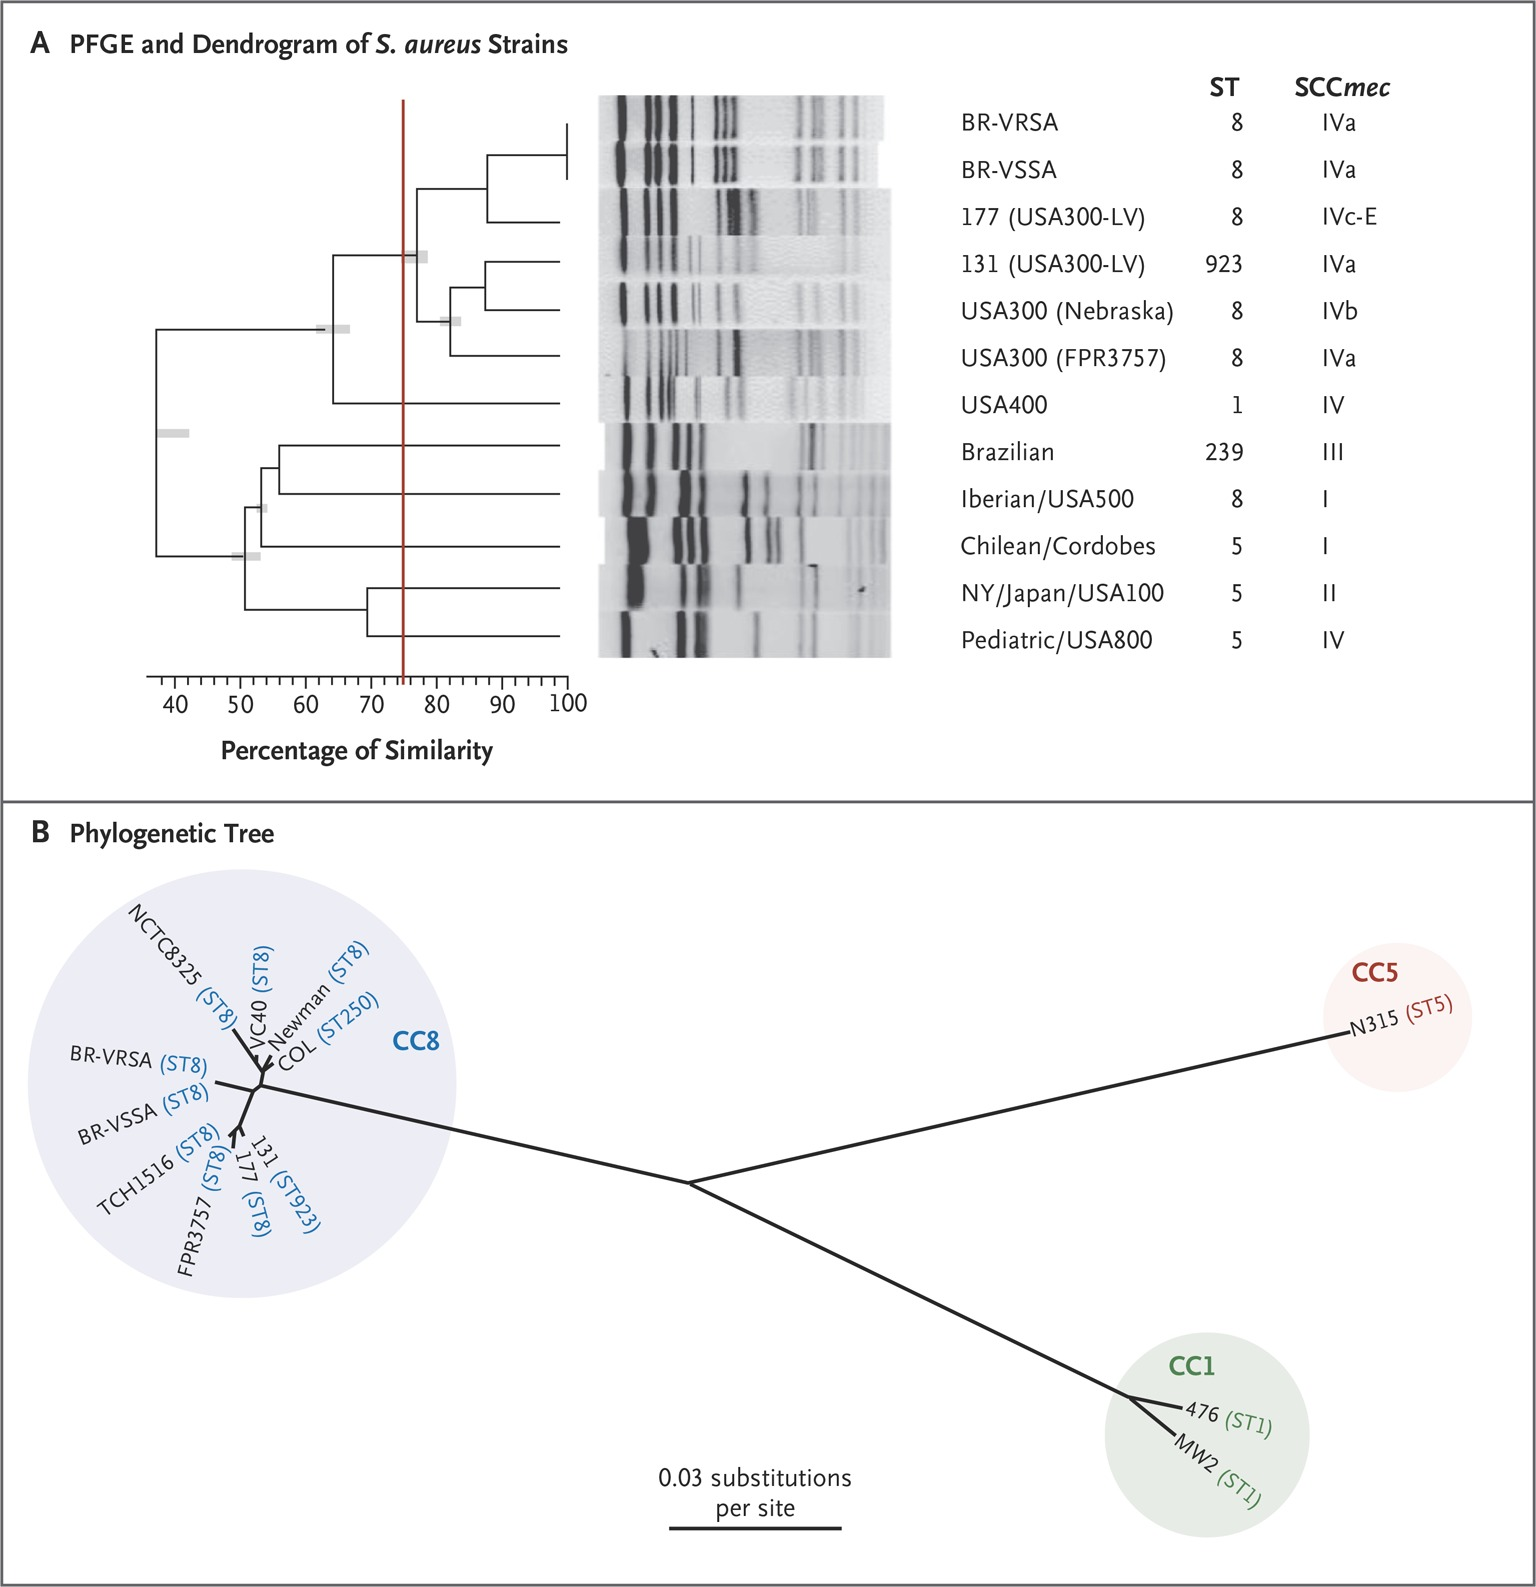 A PFGE and Dendrogram of S. aureus Strains
ST SCCmec
BR-VRSA 8 IVa
BR-VSSA 8 IVa
177 (USA300-LV) 8 IVc-E
131 (USA300-LV) 923 IVa
USA300 (Nebraska) 8 IVb
USA300 (FPR3757) 8 IVa
USA400 1 IV
Brazilian 239 III
Iberian/USA500 8 I
Chilean/Cordobes 5 I
NY/Japan/USA100 5 II
Pediatric/USA800 5 IV
40 50 60 70 80 90 100
Percentage of Similarity
B Phylogenetic Tree
NCTC8325 (ST8)
VC40 (ST8)
Newman (ST8)
COL (ST250)
CC8
BR-VRSA (ST8)
BR-VSSA (ST8)
TCH1516 (ST8)
FPR3757 (ST8)
177 (ST8)
131 (ST923)
CC5
N315 (ST5)
CC1
476 (ST1)
MW2 (ST1)
0.03 substitutions
per site